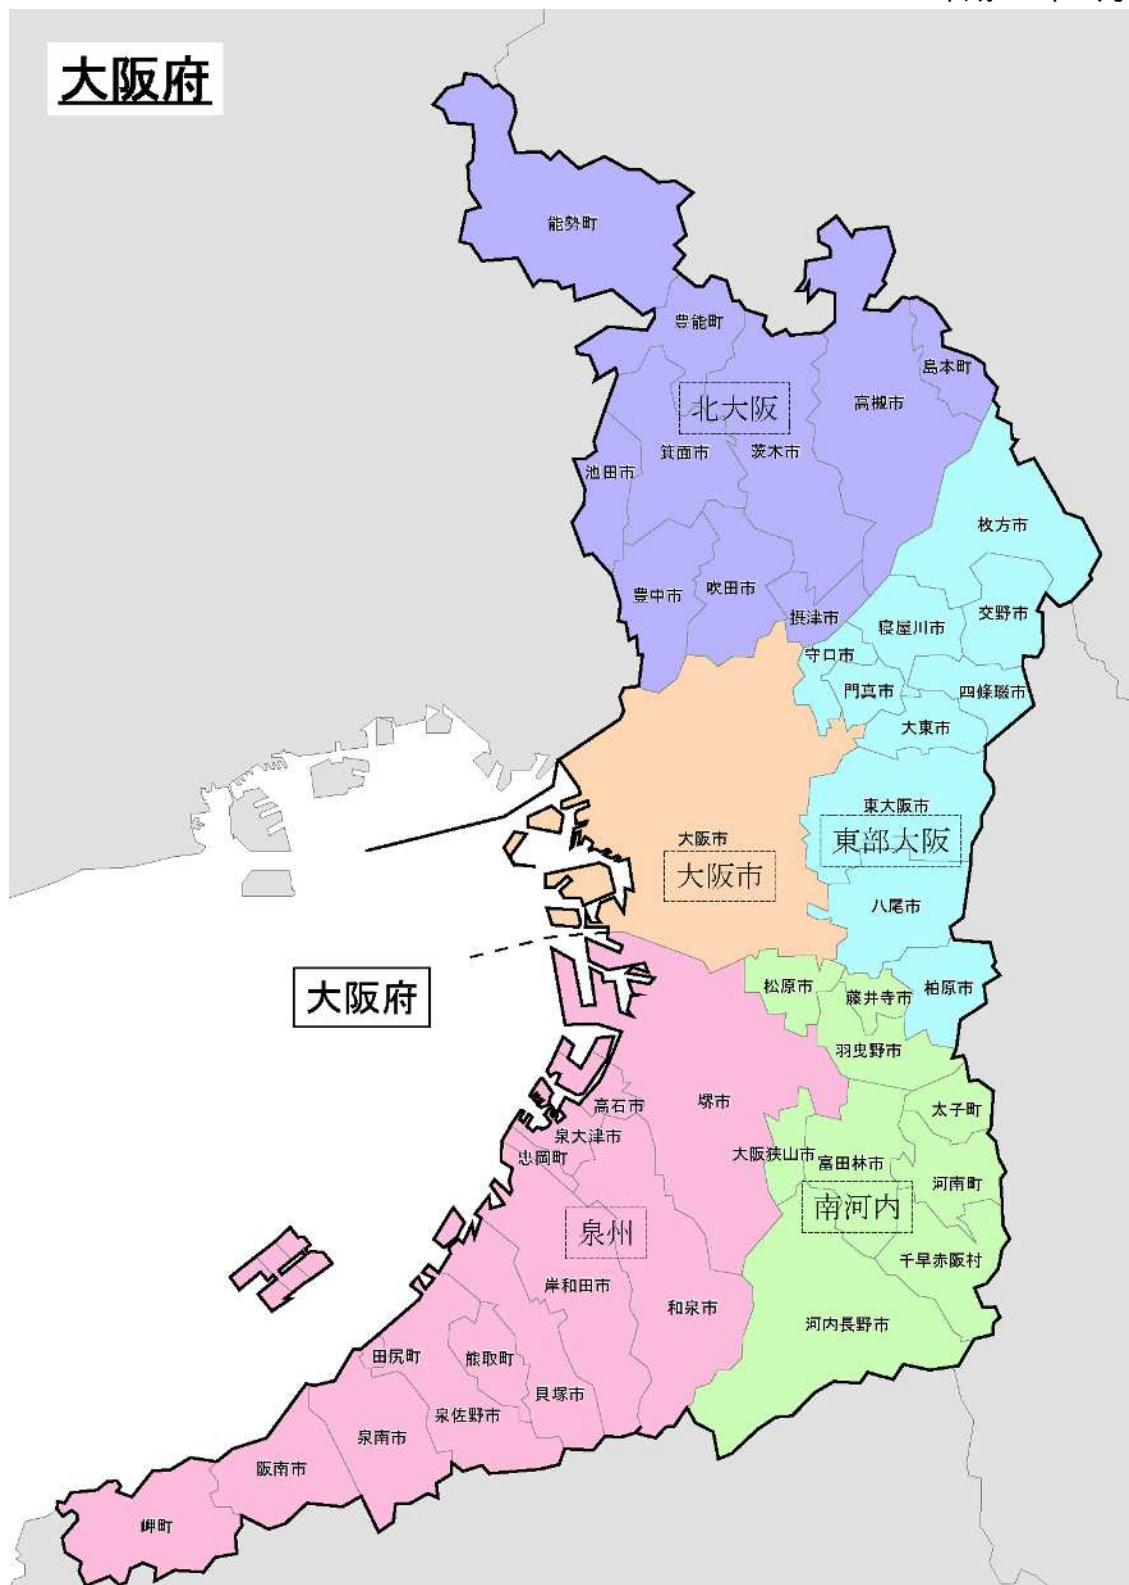 大阪府
能勢町
豊能町
島本町
北大阪
高槻市
箕面市
茨木市
池田市
枚方市
吹田市
豊中市
交野市
摂津市
寝屋川市
守口市
門真市
四條畷市
大東市
東大阪市
大阪市
東部大阪
大阪市
八尾市
松原市
藤井寺市
柏原市
大阪府
羽曳野市
高石市
堺市
太子町
泉大津市
忠岡町
大阪狭山市
富田林市
河南町
南河内
泉州
千早赤阪村
岸和田市
和泉市
河内長野市
田尻町
熊取町
貝塚市
泉佐野市
泉南市
阪南市
岬町